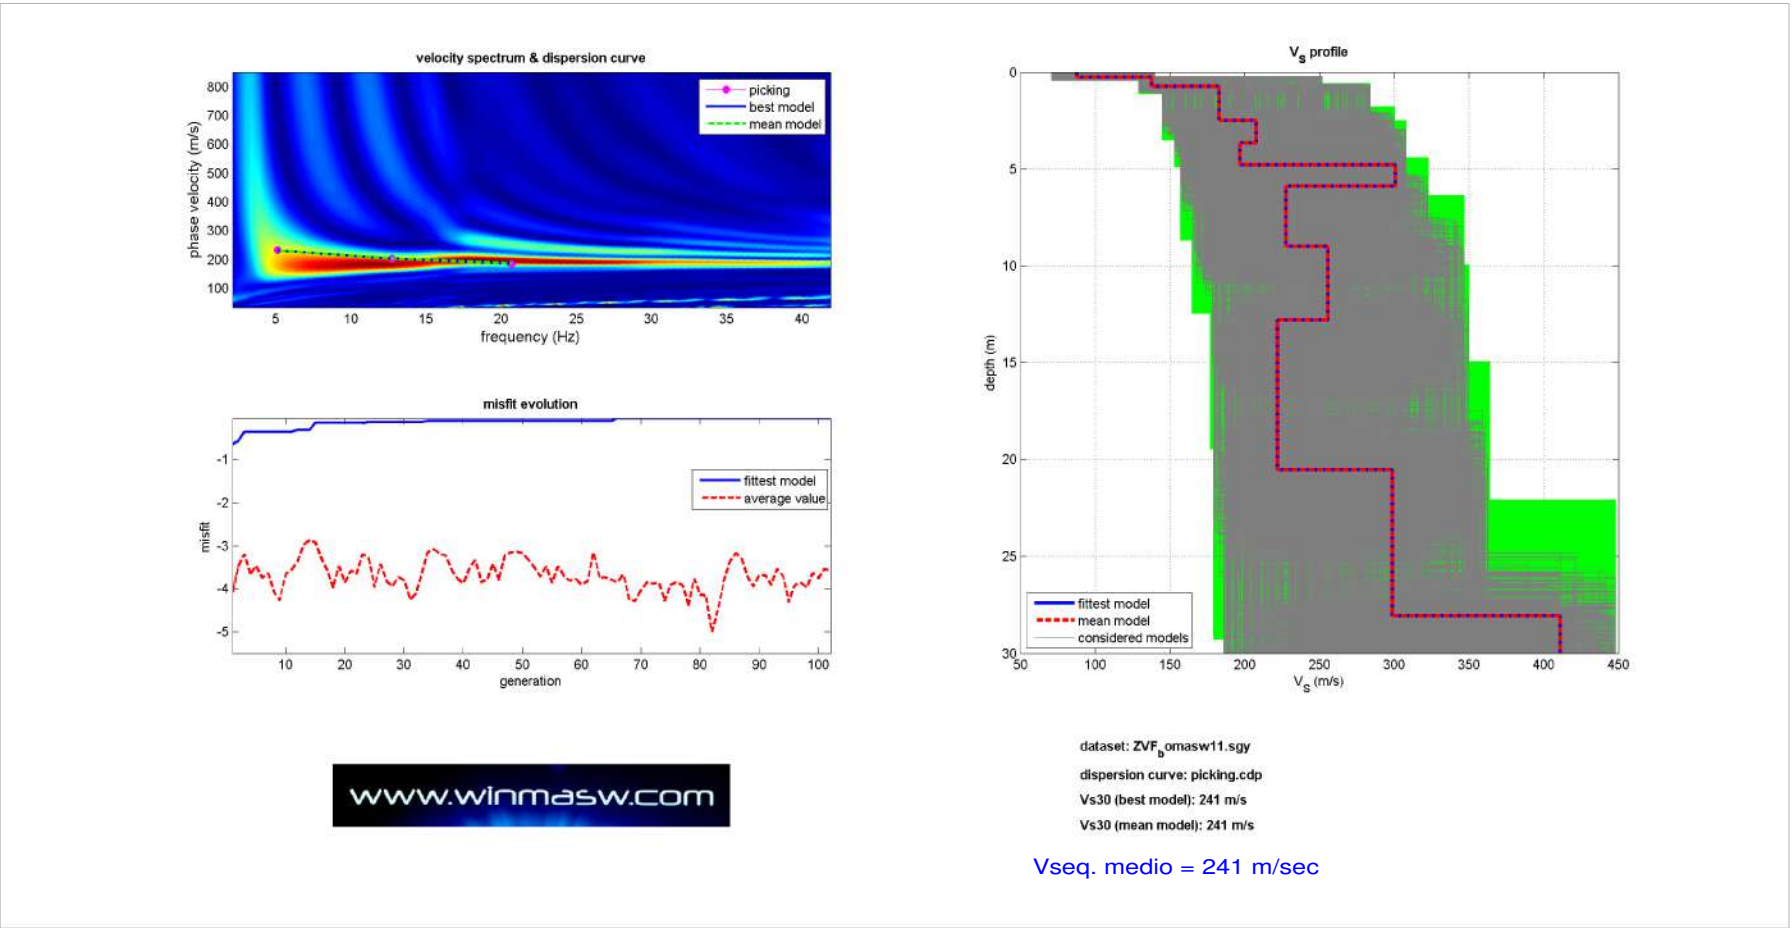 velocity spectrum & dispersion curve
800
700
600
500
400
300
200
100
phase velocity (m/s)
picking
best model
mean model
5 10 15 20 25 30 35 40
frequency (Hz)
misfit evolution
-1
-2
-3
-4
-5
misfit
fittest model
average value
10 20 30 40 50 60 70 80 90 100
generation
www.winmasw.com
VS profile
0
5
10
15
20
25
30
depth (m)
fittest model
mean model
considered models
50 100 150 200 250 300 350 400 450
VS (m/s)
dataset: ZVFbomasw11.sgy
dispersion curve: picking.cdp
Vs30 (best model): 241 m/s
Vs30 (mean model): 241 m/s
Vseq. medio = 241 m/sec